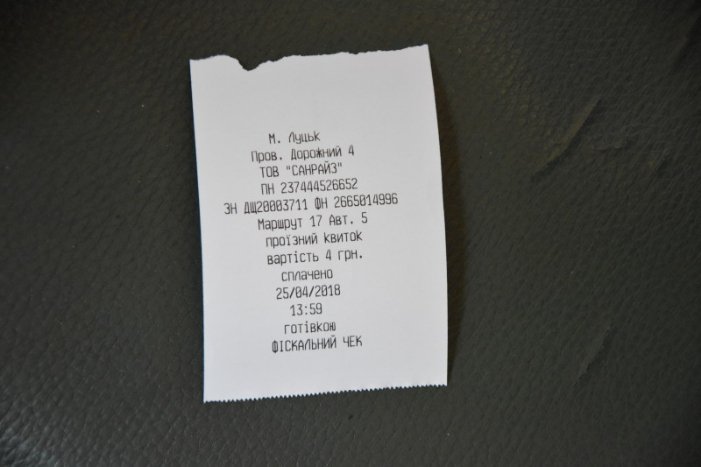 М. Луцьк
Пров. Дорожний 4
ТОВ "САНРАЙЗ"
ПН 237444526652
ЗН ДЩ20003711 ФН 2665014996
Маршрут 17 Авт. 5
проїзний квиток
вартість 4 грн.
сплачено
25/04/2018
13:59
готівкою
ФІСКАЛЬНИЙ ЧЕК